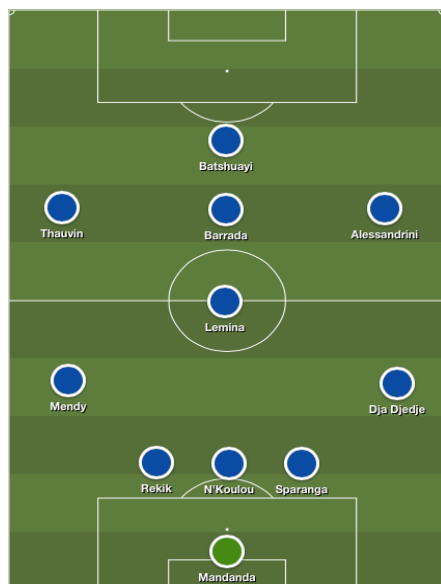 Batshuayi
Thauvin
Barrada
Alessandrini
Lemina
Mendy
Dja Djedje
Rekik
N'Koulou
Sparanga
Mandanda